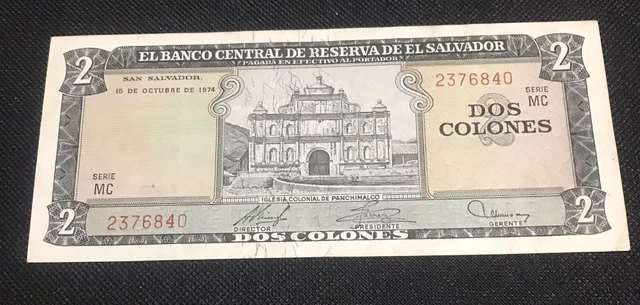 2
EL BANCO CENTRAL DE RESERVA DE EL SALVADOR
2
PAGARÁ EN EFECTIVO AL PORTADOR
SAN SALVADOR,
15 DE OCTUBRE DE 1974
2376840
SERIE
MC
DOS
COLONES
SERIE
MC
IGLESIA COLONIAL DE PANCHIMALCO
2
2376840
DIRECTOR
PRESIDENTE
GERENTE
2
DOS COLONES